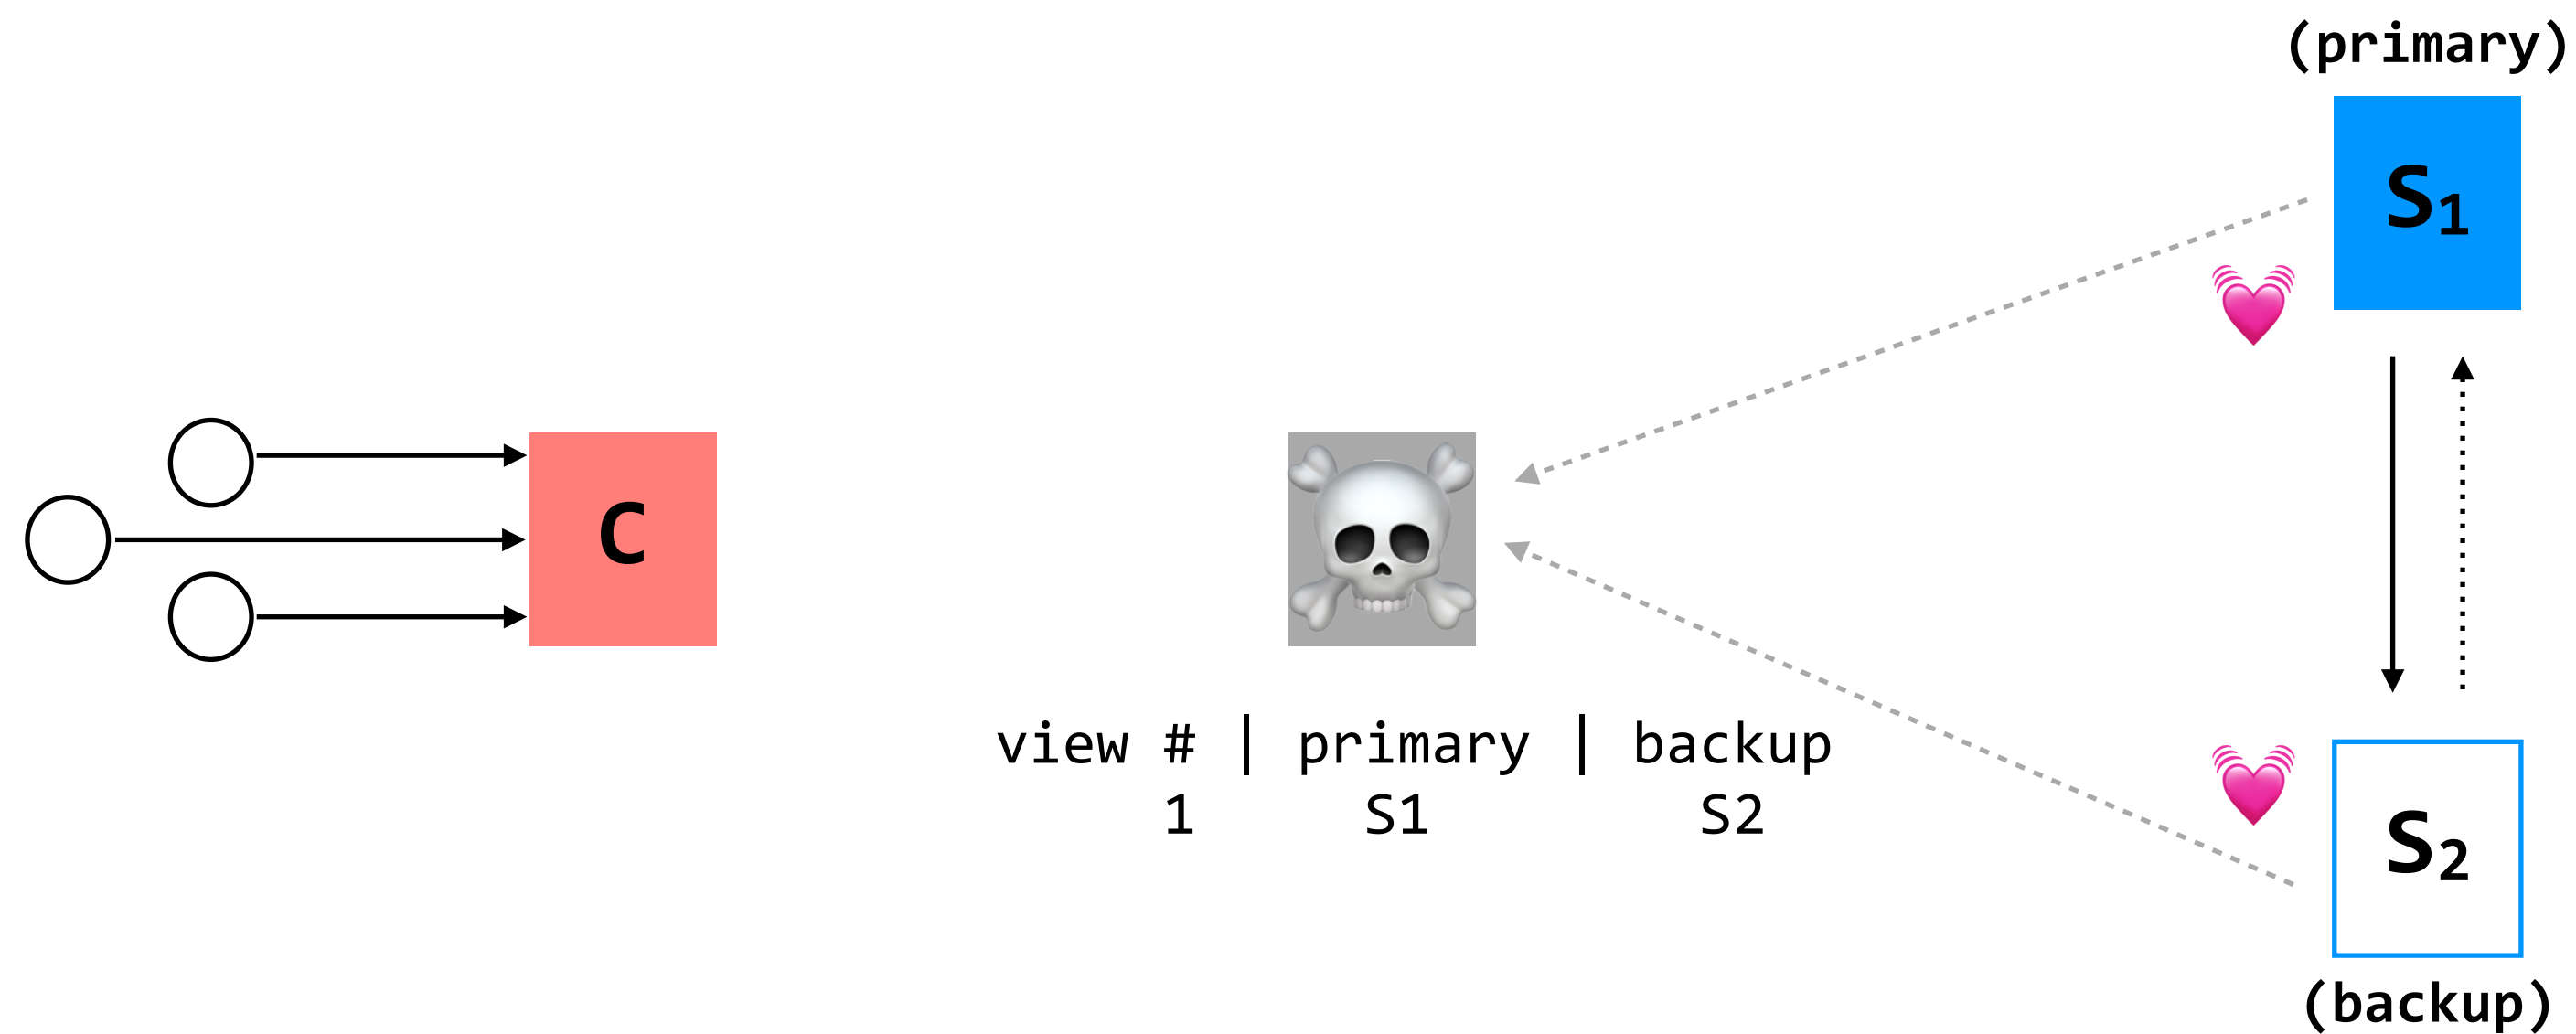 (primary)
S₁
C
view # | primary | backup
1 S1 S2
S₂
(backup)